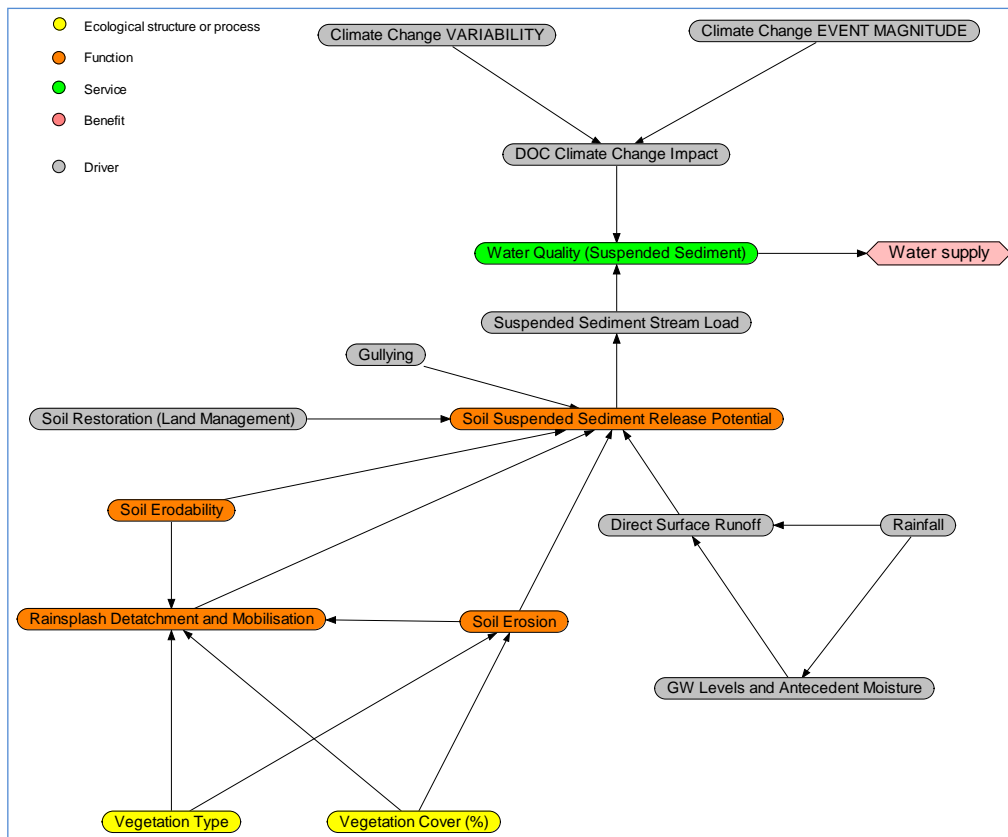 Ecological structure or process
Function
Service
Benefit
Driver
Climate Change VARIABILITY
Climate Change EVENT MAGNITUDE
DOC Climate Change Impact
Water Quality (Suspended Sediment)
Water supply
Suspended Sediment Stream Load
Gullying
Soil Restoration (Land Management)
Soil Suspended Sediment Release Potential
Soil Erodability
Direct Surface Runoff
Rainfall
Rainsplash Detatchment and Mobilisation
Soil Erosion
GW Levels and Antecedent Moisture
Vegetation Type
Vegetation Cover (%)